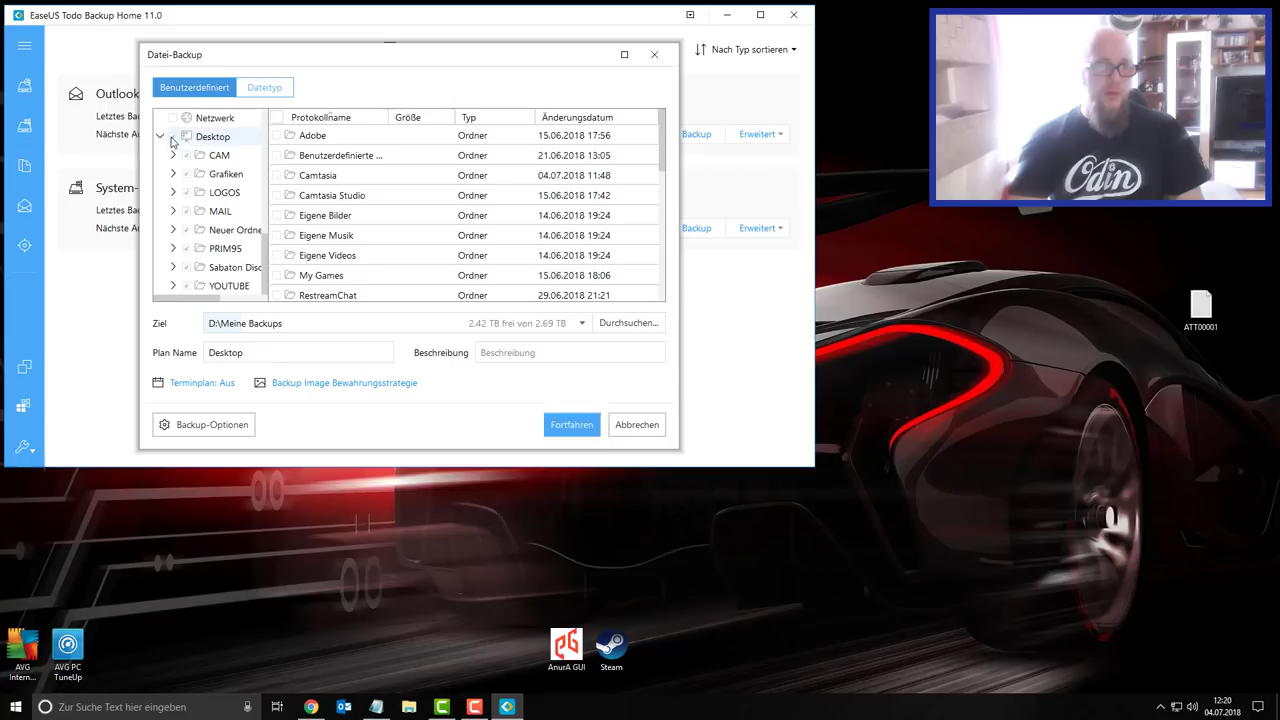 EaseUS Todo Backup Home 11.0
Nach Typ sortieren
Outlook
Letztes Ba
Nächste Au
Backup
Erweitert
System-
Letztes Ba
Nächste Au
Backup
Erweitert
Datei-Backup
Benutzerdefiniert
Dateityp
Netzwerk
Desktop
CAM
Grafiken
LOGOS
MAIL
Neuer Ordne
PRIM95
Sabaton Disc
YOUTUBE
Protokollname Größe Typ Änderungsdatum
Adobe Ordner 15.06.2018 17:56
Benutzerdefinierte ... Ordner 21.06.2018 13:05
Camtasia Ordner 04.07.2018 11:48
Camtasia Studio Ordner 15.06.2018 17:42
Eigene Bilder Ordner 14.06.2018 19:24
Eigene Musik Ordner 14.06.2018 19:24
Eigene Videos Ordner 14.06.2018 19:24
My Games Ordner 15.06.2018 18:06
RestreamChat Ordner 29.06.2018 21:21
Ziel D:\Meine Backups 2.42 TB frei von 2.69 TB Durchsuchen...
Plan Name Desktop Beschreibung Beschreibung
Terminplan: Aus Backup Image Bewahrungsstrategie
Backup-Optionen Fortfahren Abbrechen
Odin
ATT00001
AVG
Intern...
AVG PC
TuneUp
AnurA GUI
Steam
Zur Suche Text hier eingeben
12:20
04.07.2018